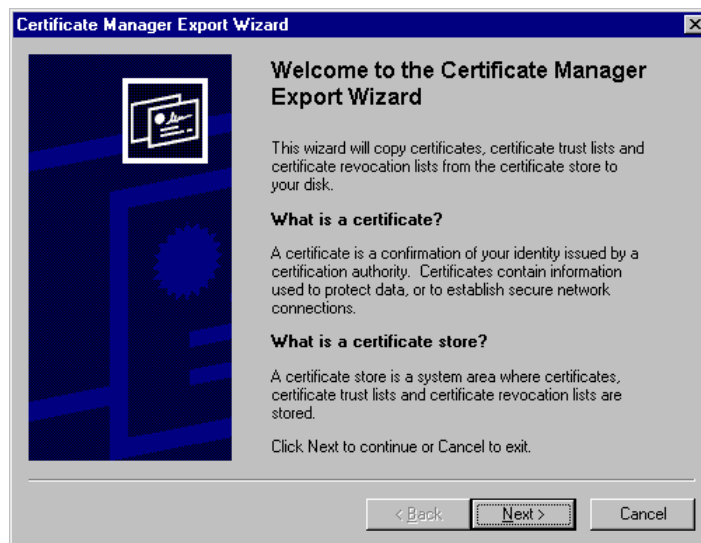 Certificate Manager Export Wizard
Welcome to the Certificate Manager
Export Wizard
This wizard will copy certificates, certificate trust lists and
certificate revocation lists from the certificate store to
your disk.
What is a certificate?
A certificate is a confirmation of your identity issued by a
certification authority.  Certificates contain information
used to protect data, or to establish secure network
connections.
What is a certificate store?
A certificate store is a system area where certificates,
certificate trust lists and certificate revocation lists are
stored.
Click Next to continue or Cancel to exit.
< Back   Next >   Cancel